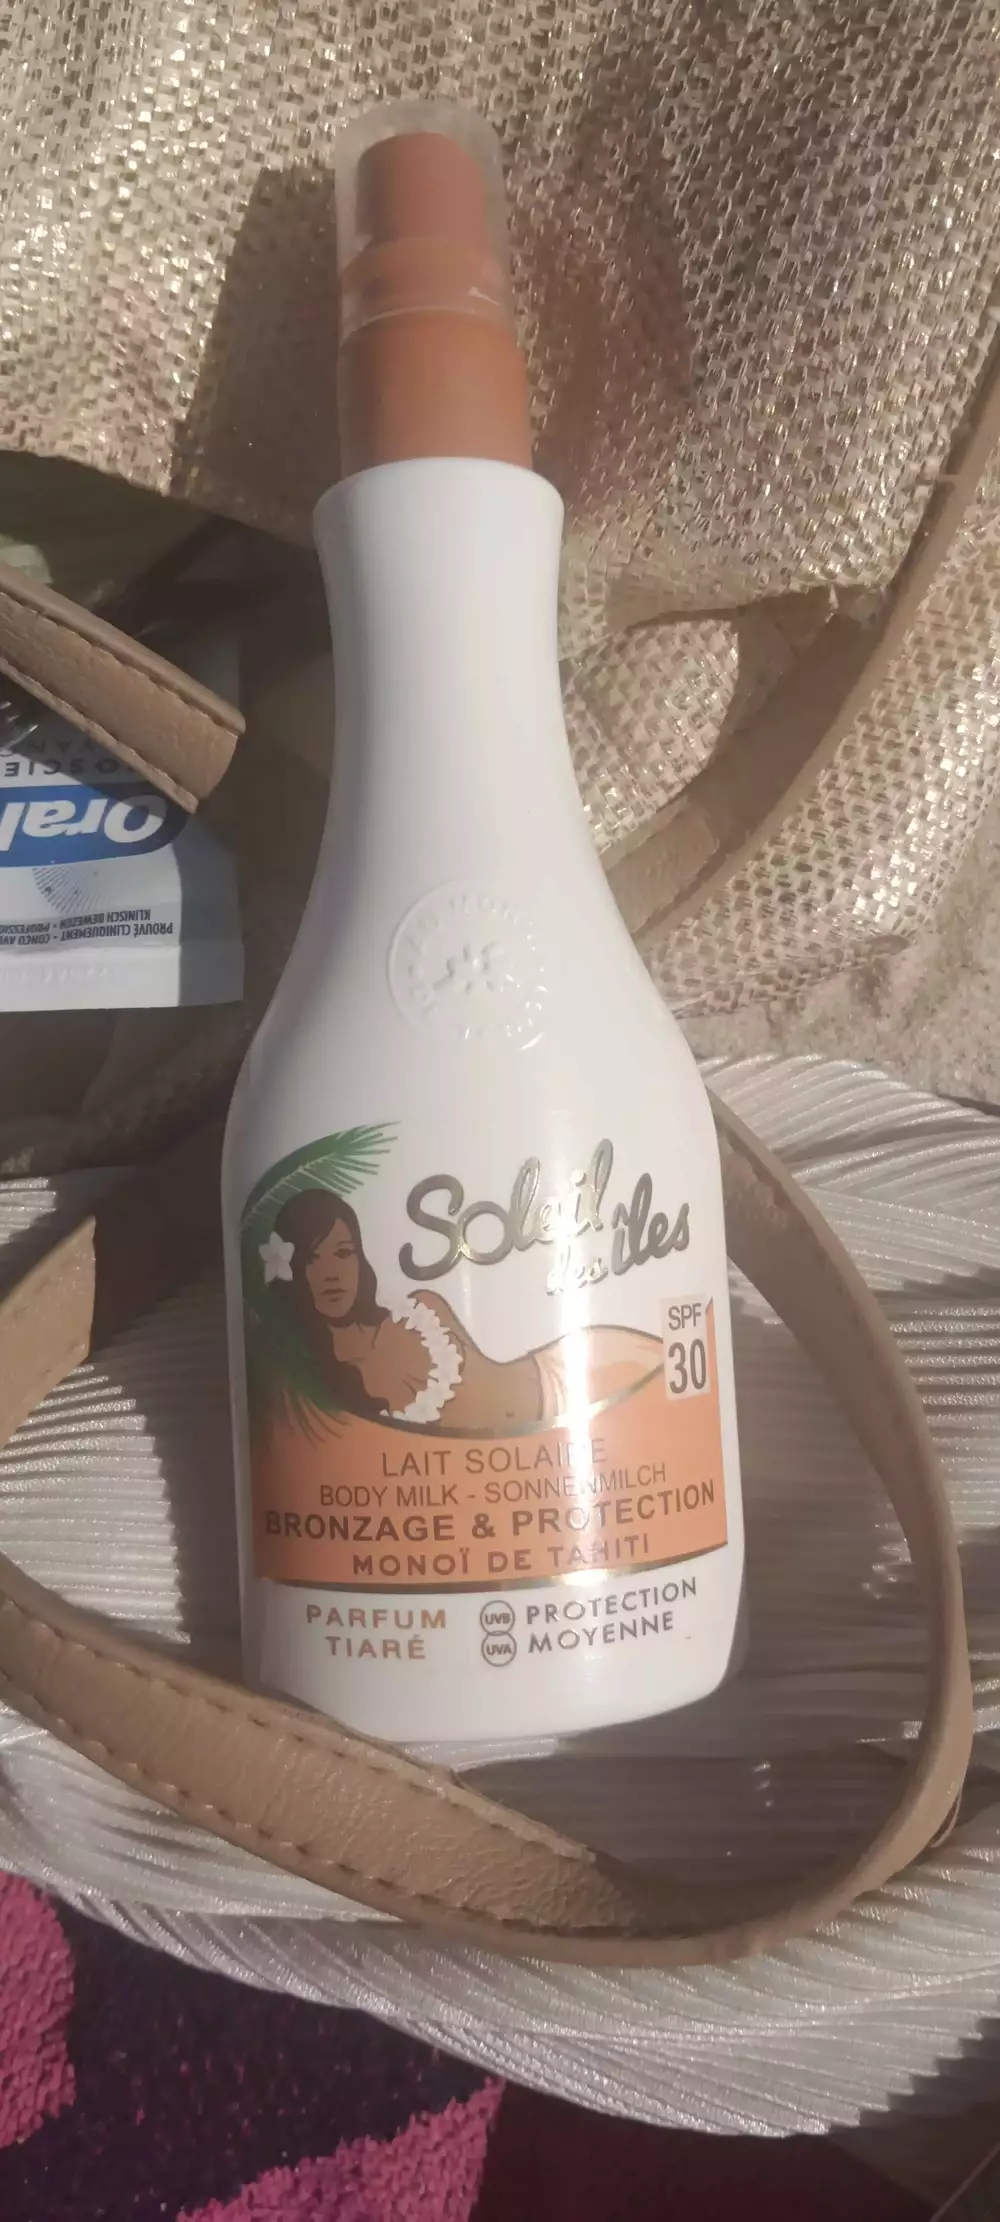 Oral
PROUVÉ CLINIQUEMENT
KLINISCH BEWEZEN
Soleil
des îles
SPF
30
LAIT SOLAIRE
BODY MILK - SONNENMILCH
BRONZAGE & PROTECTION
MONOÏ DE TAHITI
PARFUM
TIARÉ
UVB
UVA
PROTECTION
MOYENNE